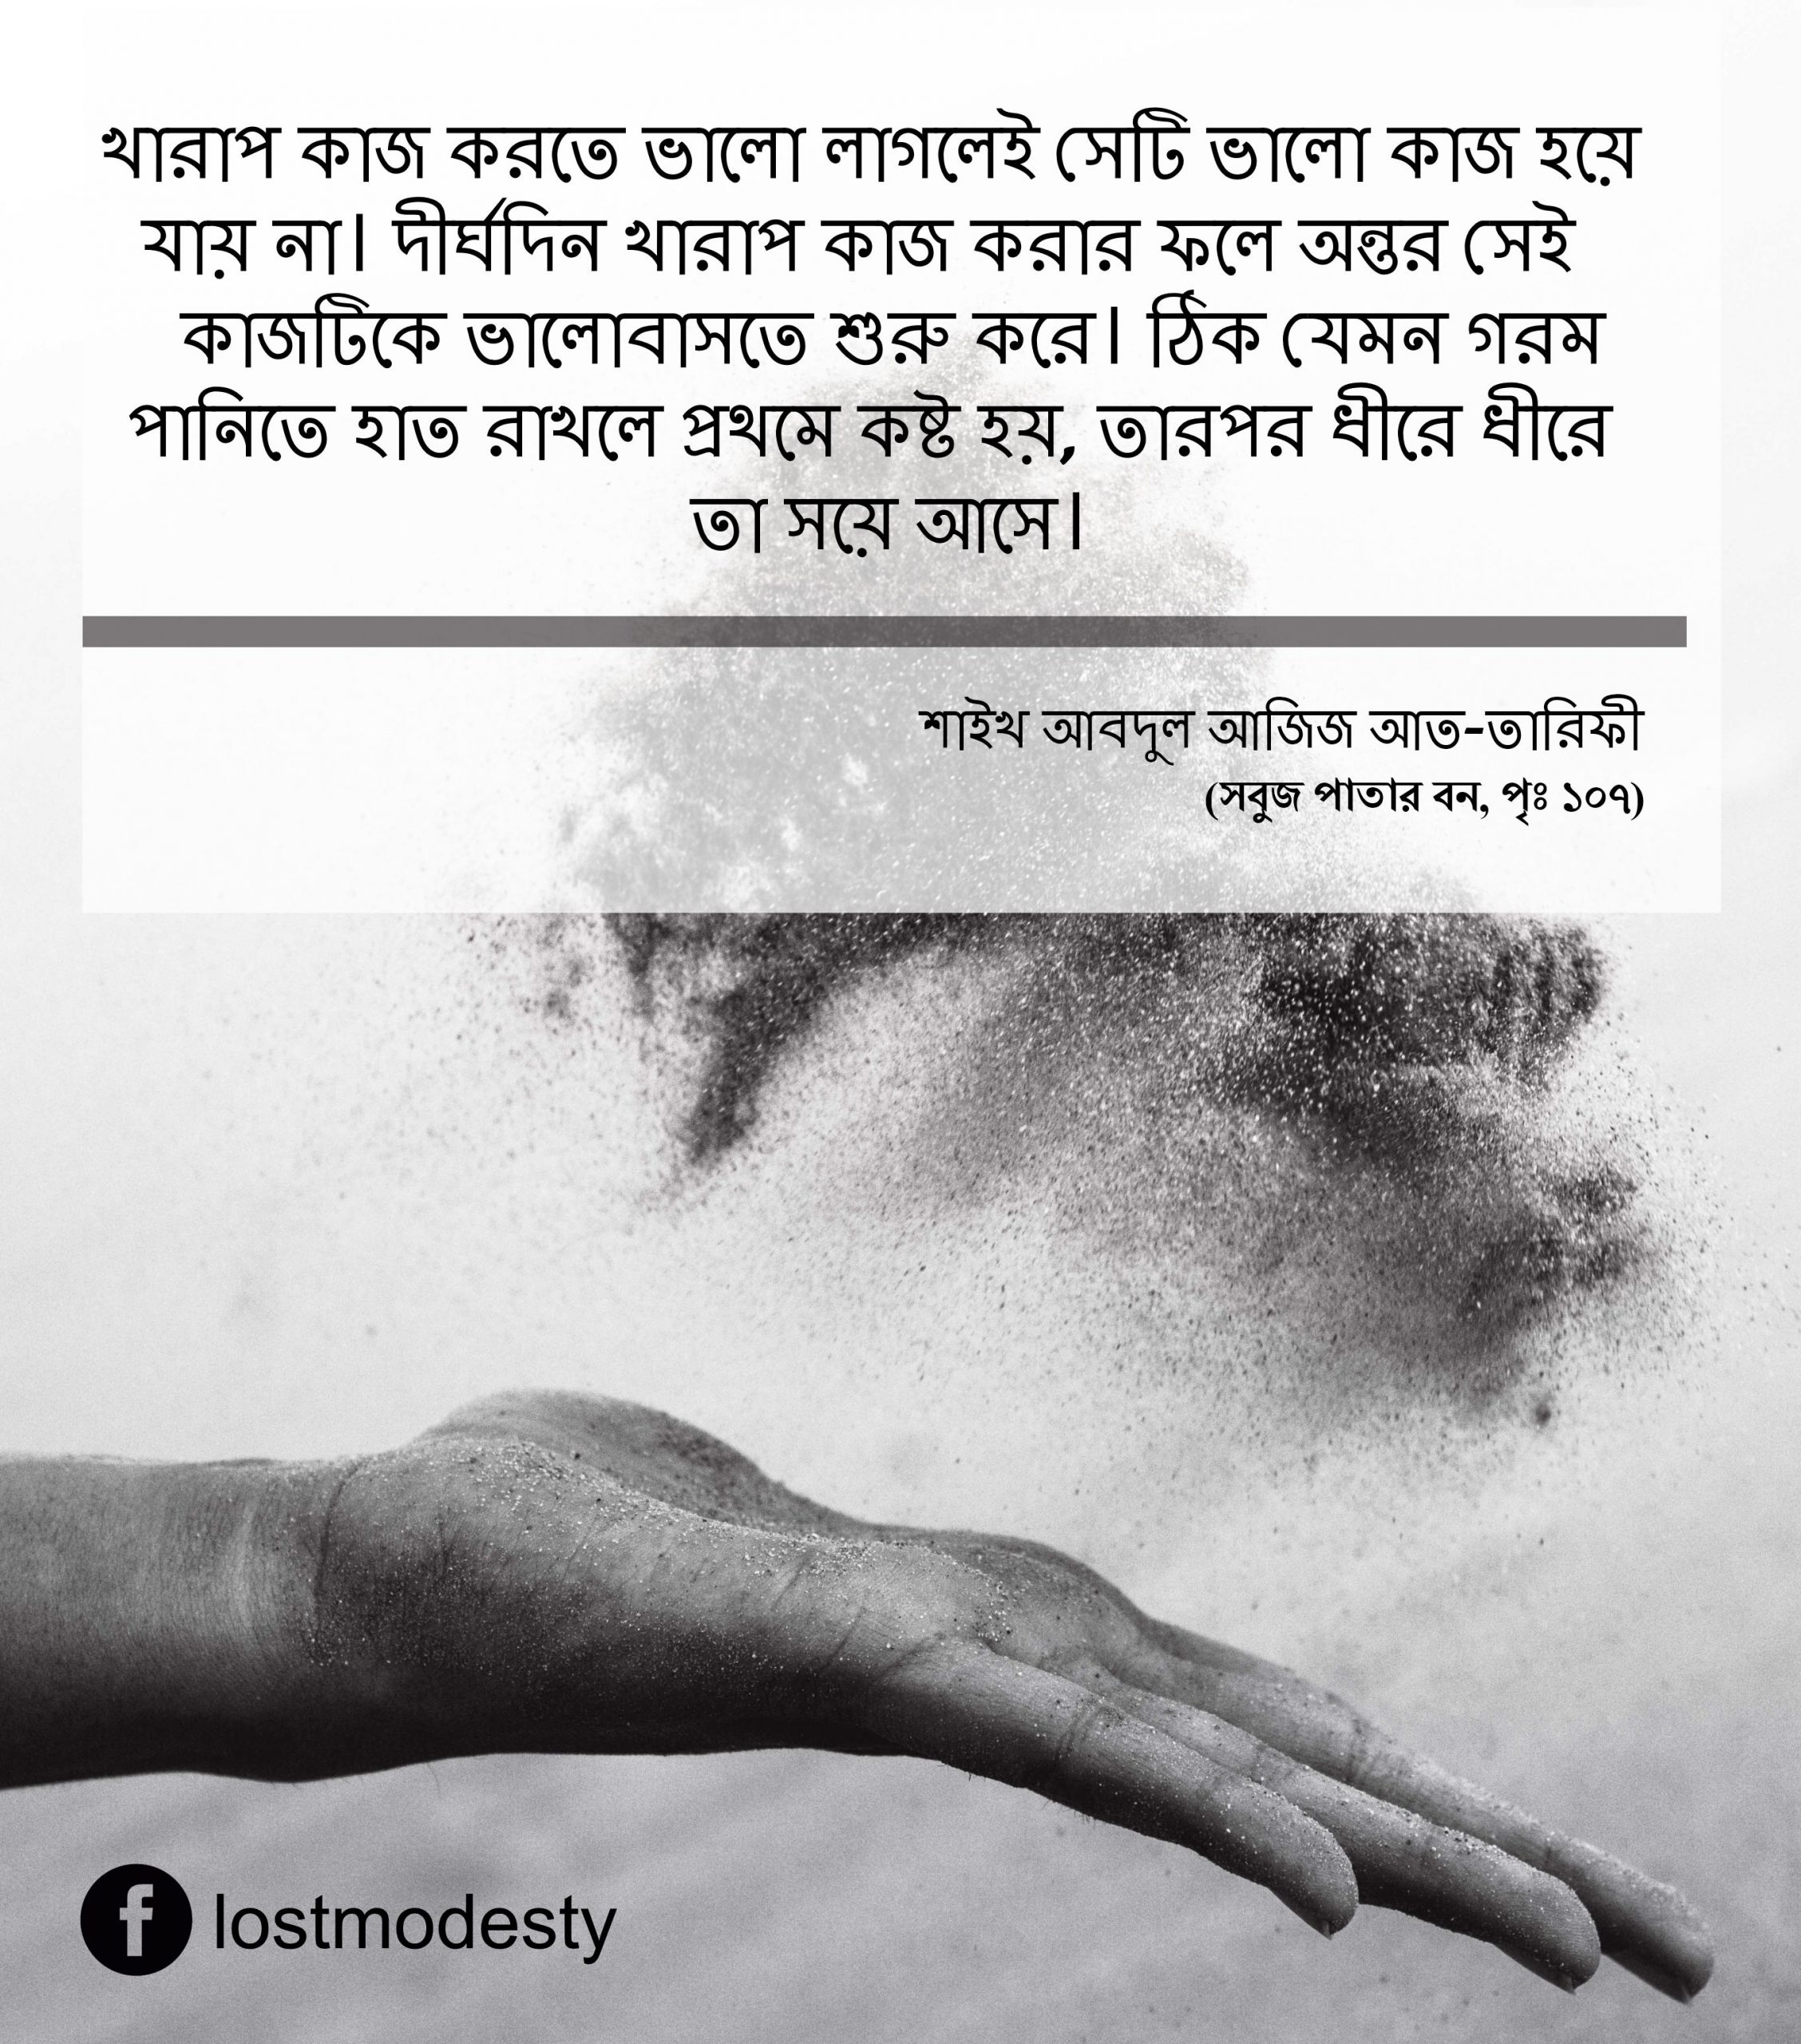 খারাপ কাজ করতে ভালো লাগলেই সেটি ভালো কাজ হয়ে
যায় না। দীর্ঘদিন খারাপ কাজ করার ফলে অন্তর সেই
কাজটিকে ভালোবাসতে শুরু করে। ঠিক যেমন গরম
পানিতে হাত রাখলে প্রথমে কষ্ট হয়, তারপর ধীরে ধীরে
তা সয়ে আসে।
শাইখ আবদুল আজিজ আত-তারিফী
(সবুজ পাতার বন, পৃঃ ১০৭)
lostmodesty